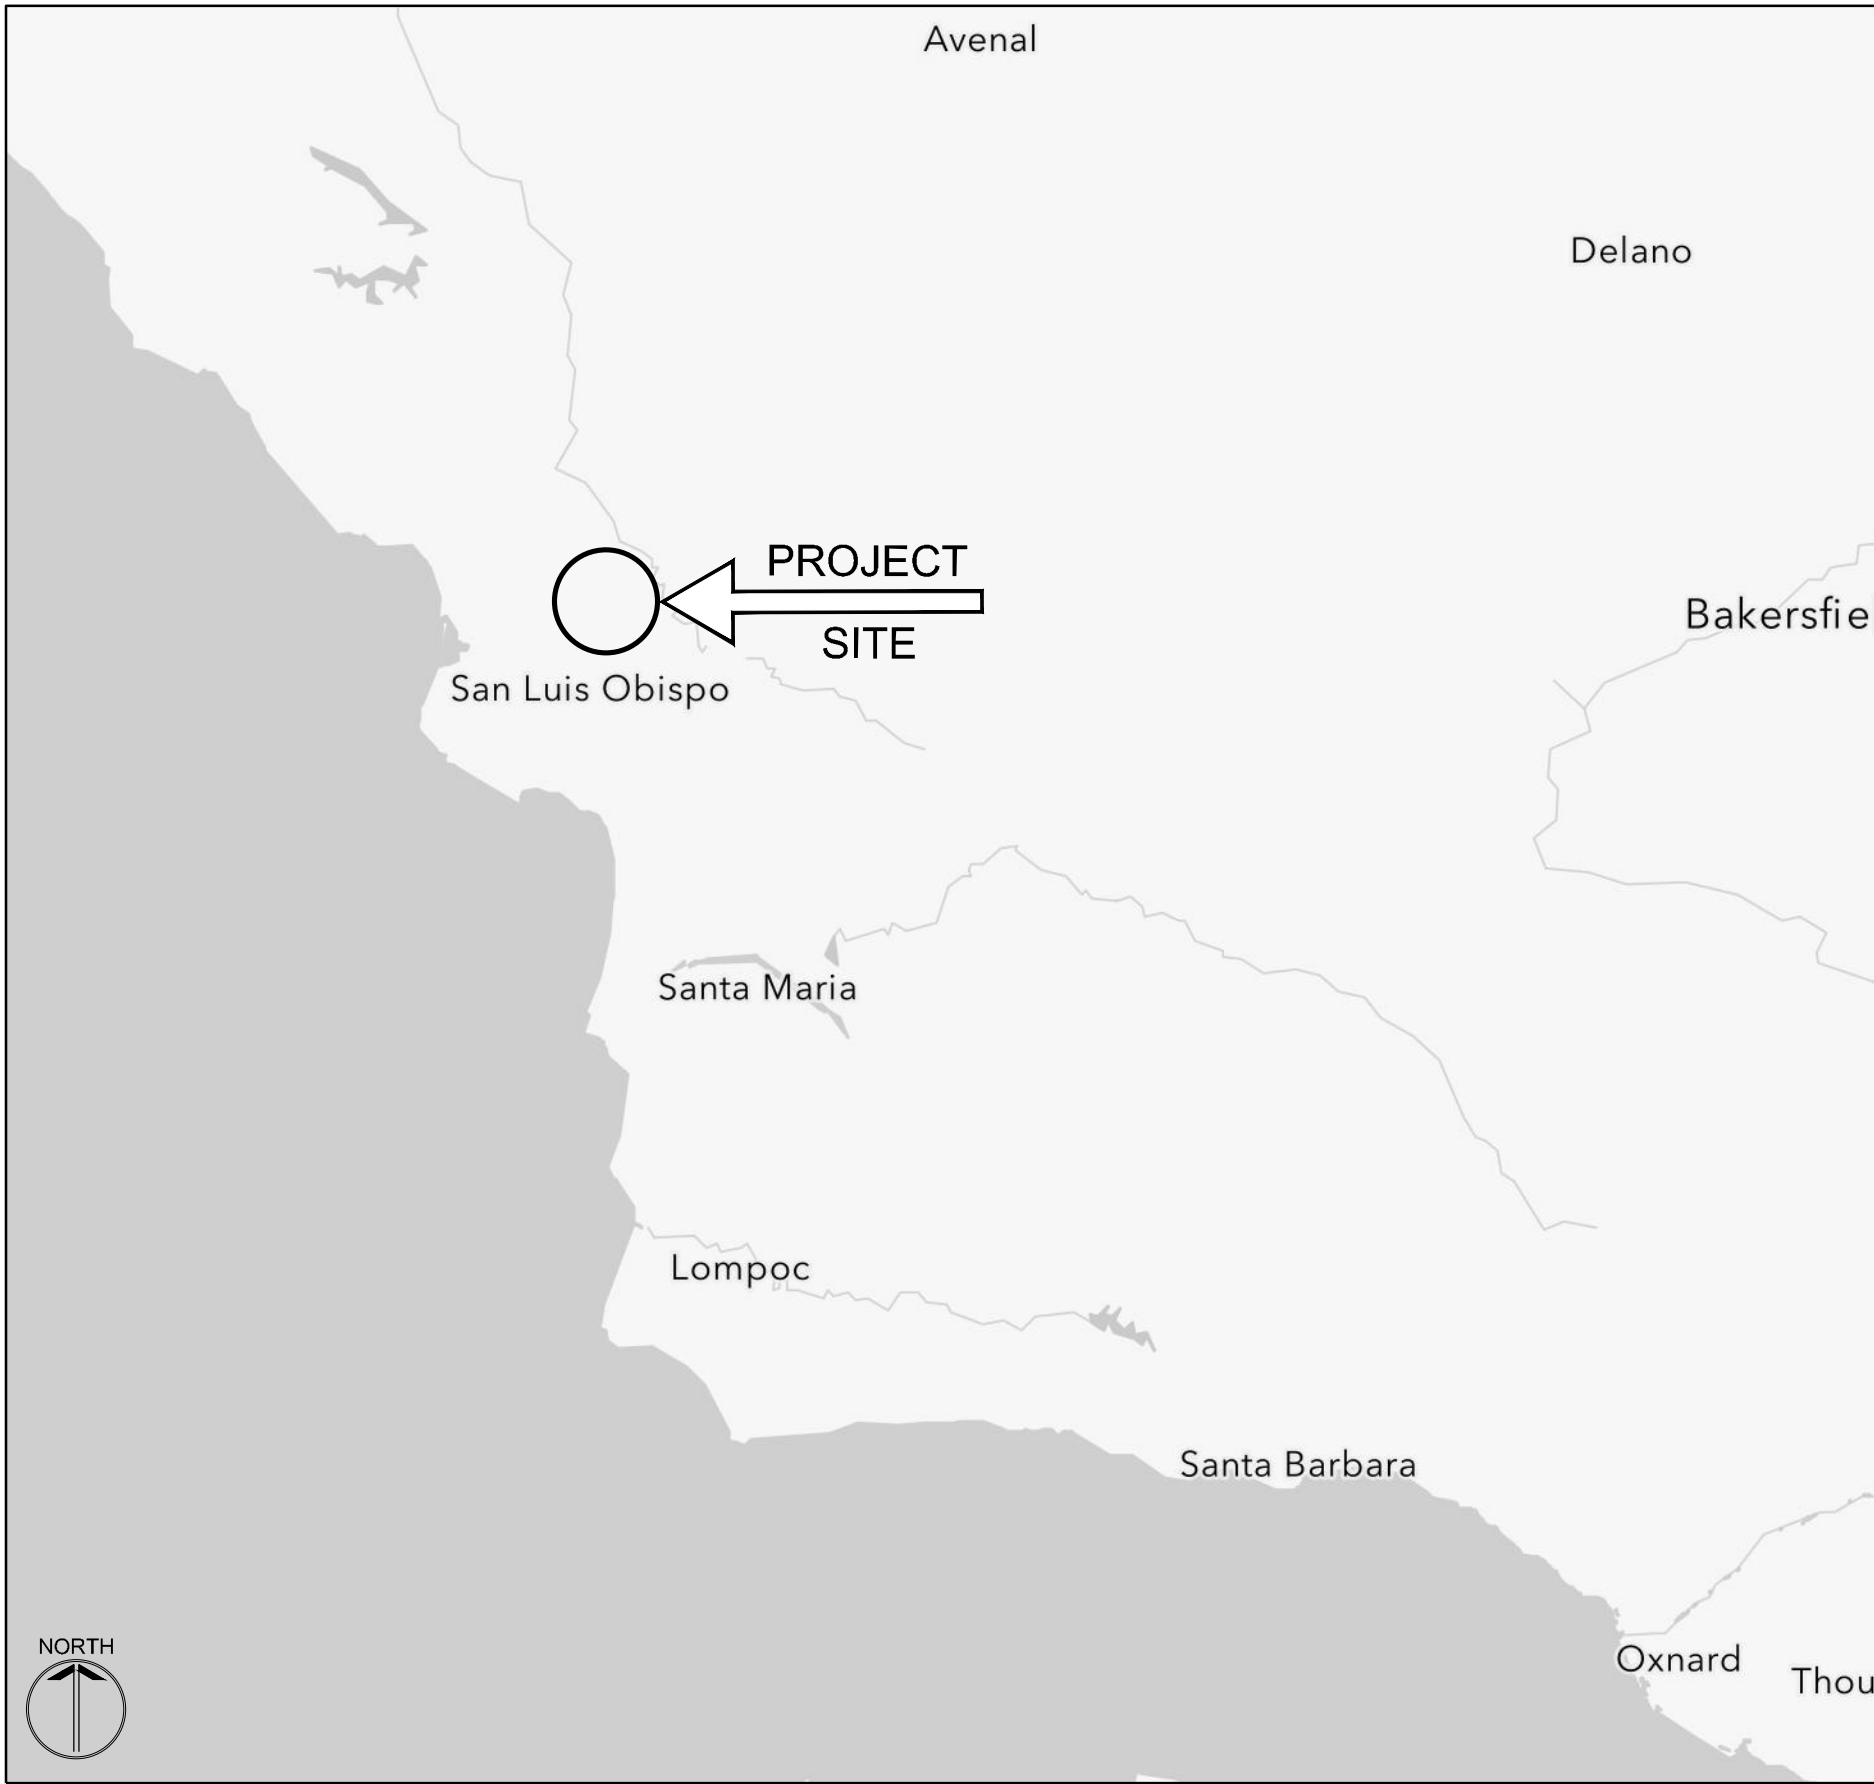 Avenal
Delano
PROJECT
SITE
Bakersfie
San Luis Obispo
Santa Maria
Lompoc
Santa Barbara
NORTH
Oxnard
Thou